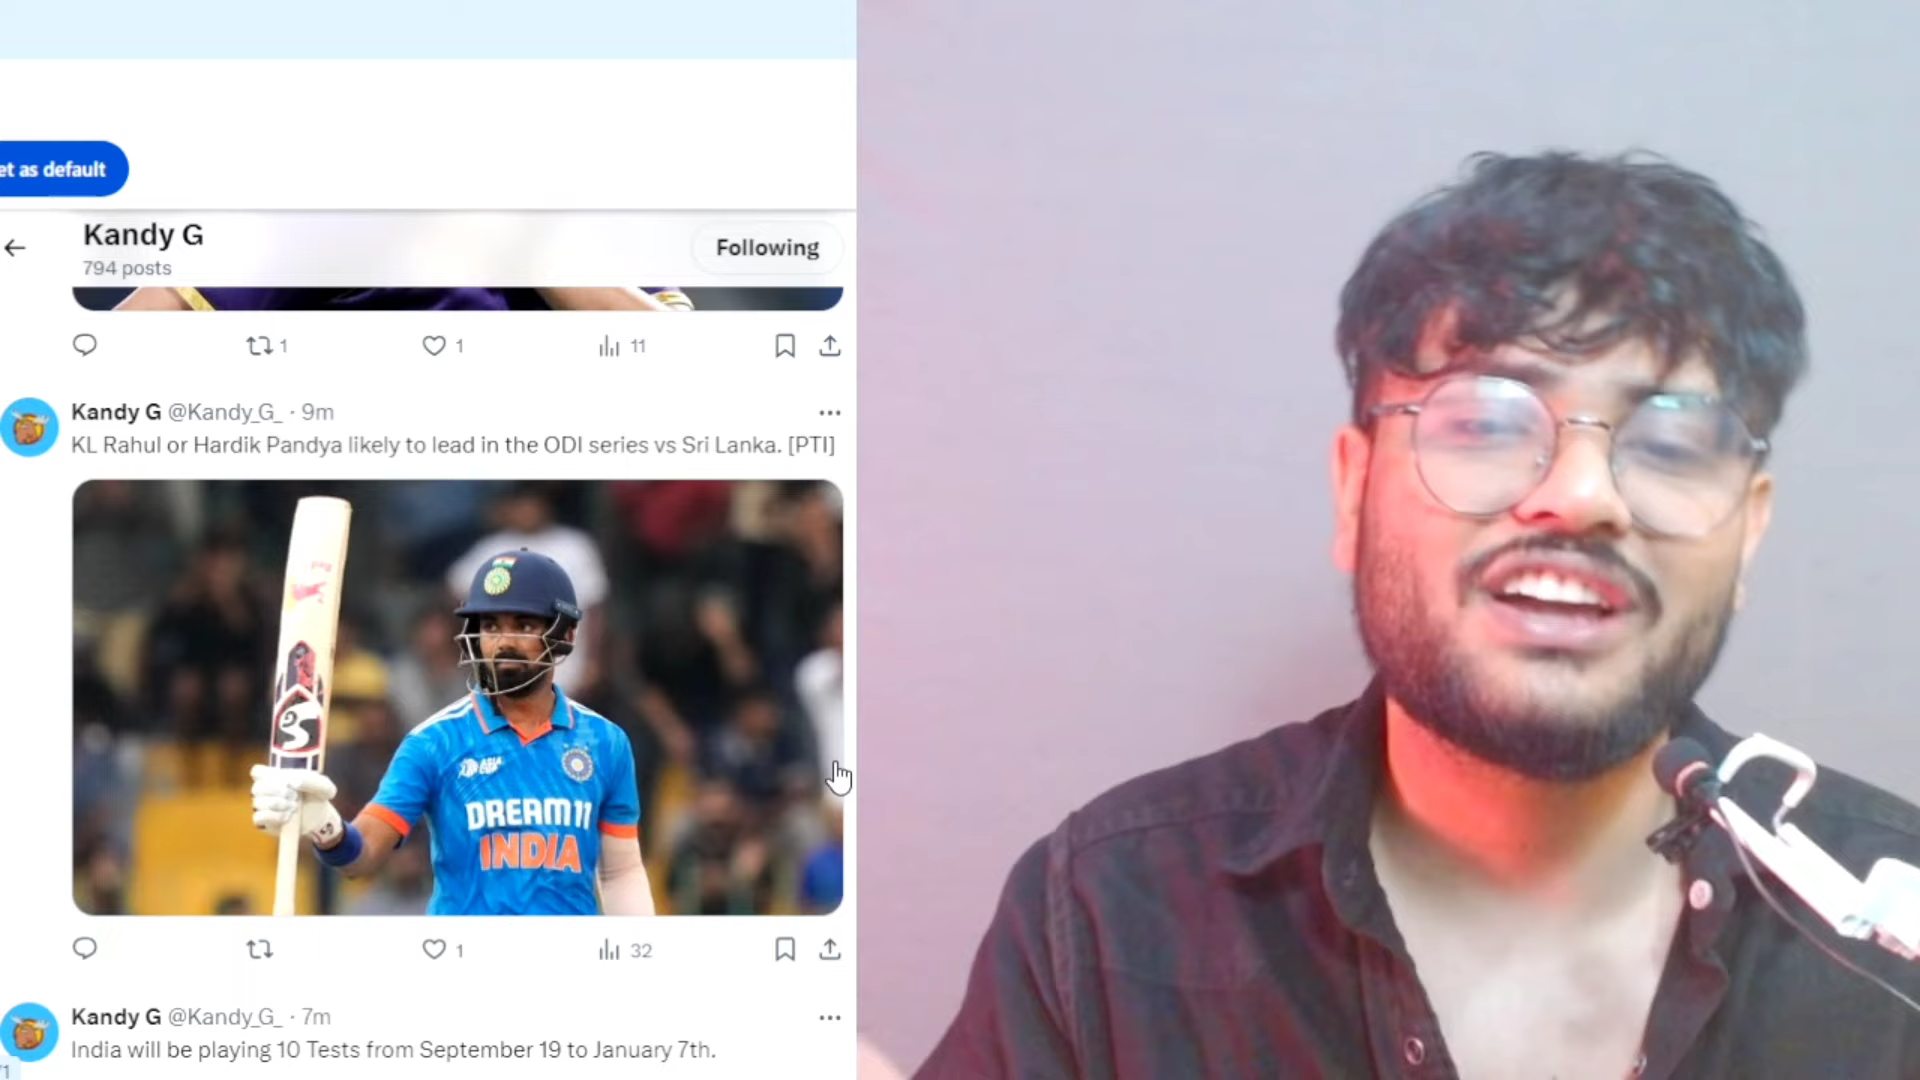 et as default
Kandy G
794 posts
Following
1
1
11
Kandy G @Kandy_G_ · 9m
KL Rahul or Hardik Pandya likely to lead in the ODI series vs Sri Lanka. [PTI]
DREAM11
INDIA
1
32
Kandy G @Kandy_G_ · 7m
India will be playing 10 Tests from September 19 to January 7th.